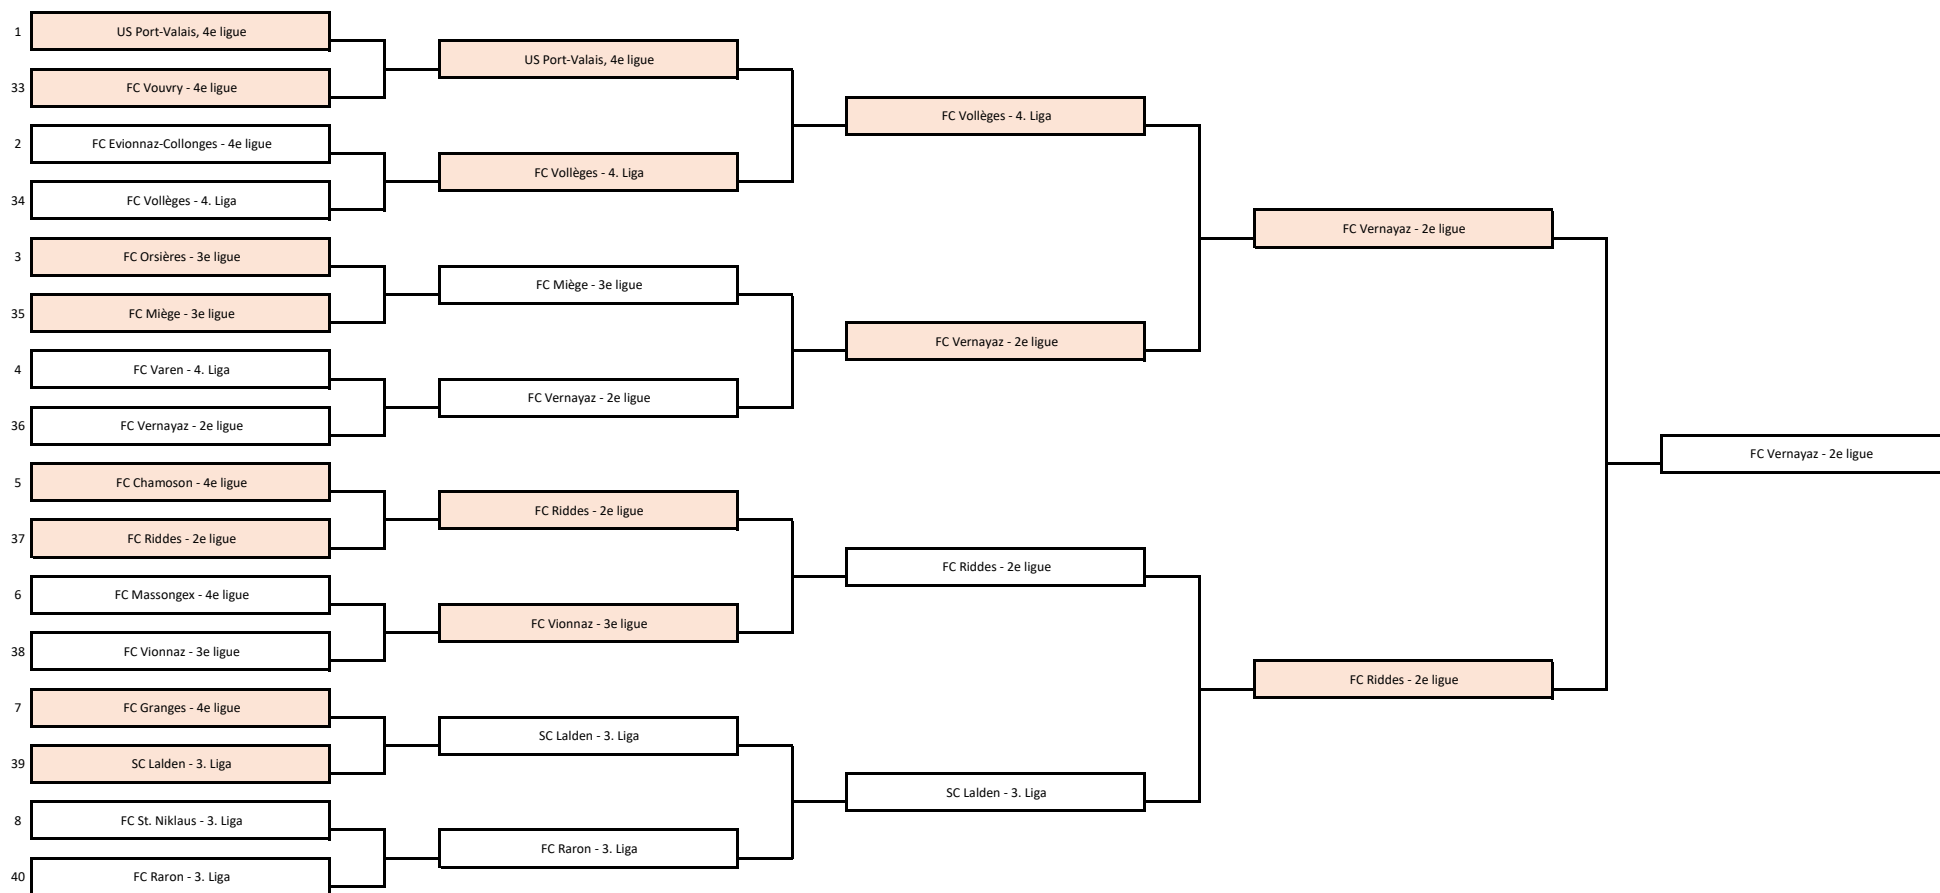 1
US Port-Valais, 4e ligue
33
FC Vouvry - 4e ligue
2
FC Evionnaz-Collonges - 4e ligue
34
FC Vollèges - 4. Liga
3
FC Orsières - 3e ligue
35
FC Miège - 3e ligue
4
FC Varen - 4. Liga
36
FC Vernayaz - 2e ligue
5
FC Chamoson - 4e ligue
37
FC Riddes - 2e ligue
6
FC Massongex - 4e ligue
38
FC Vionnaz - 3e ligue
7
FC Granges - 4e ligue
39
SC Lalden - 3. Liga
8
FC St. Niklaus - 3. Liga
40
FC Raron - 3. Liga
US Port-Valais, 4e ligue
FC Vollèges - 4. Liga
FC Miège - 3e ligue
FC Vernayaz - 2e ligue
FC Riddes - 2e ligue
FC Vionnaz - 3e ligue
SC Lalden - 3. Liga
FC Raron - 3. Liga
FC Vollèges - 4. Liga
FC Vernayaz - 2e ligue
FC Riddes - 2e ligue
SC Lalden - 3. Liga
FC Vernayaz - 2e ligue
FC Riddes - 2e ligue
FC Vernayaz - 2e ligue